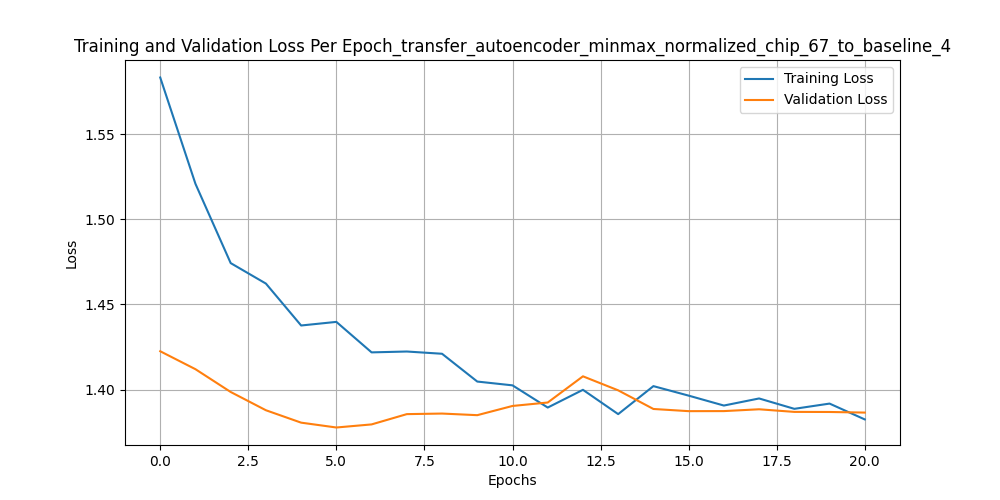 Training and Validation Loss Per Epoch_transfer_autoencoder_minmax_normalized_chip_67_to_baseline_4
Training Loss
Validation Loss
1.55
1.50
1.45
1.40
Loss
0.0 2.5 5.0 7.5 10.0 12.5 15.0 17.5 20.0
Epochs